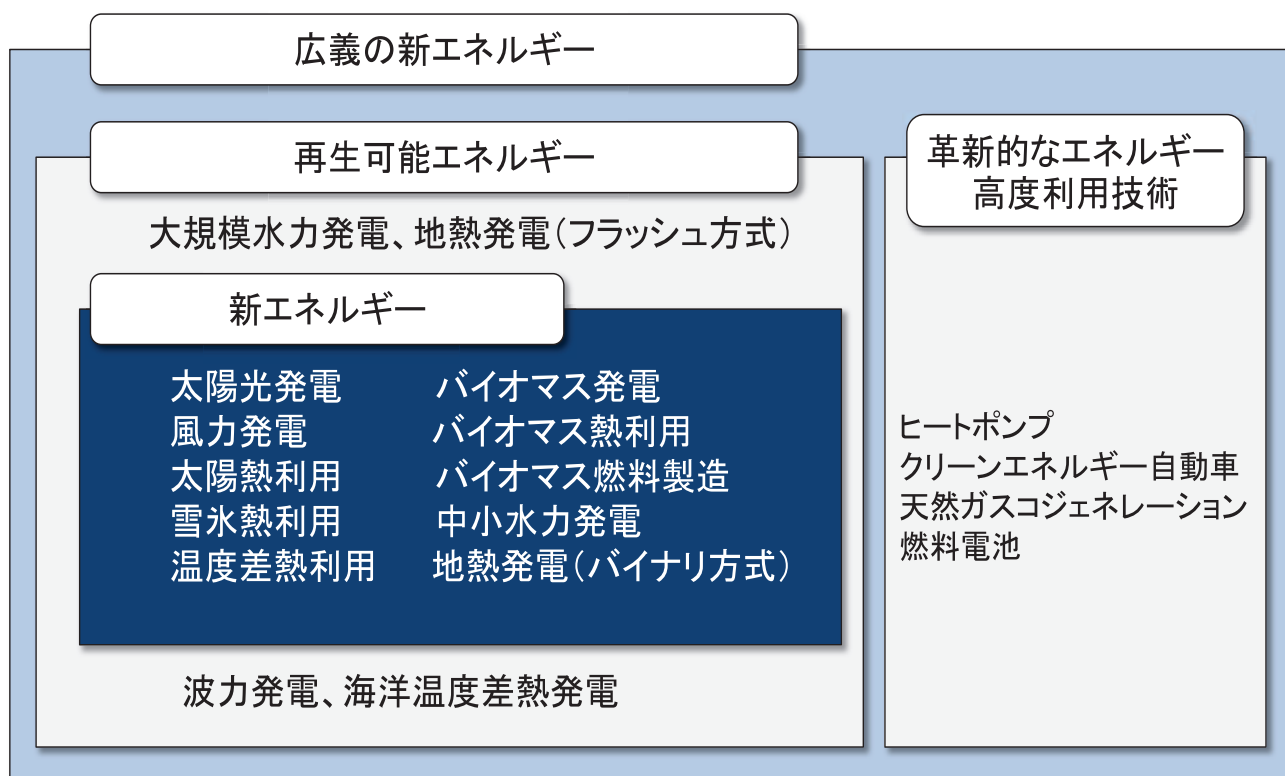 広義の新エネルギー
再生可能エネルギー
大規模水力発電、地熱発電（フラッシュ方式）
新エネルギー
太陽光発電
風力発電
太陽熱利用
雪氷熱利用
温度差熱利用
バイオマス発電
バイオマス熱利用
バイオマス燃料製造
中小水力発電
地熱発電（バイナリ方式）
波力発電、海洋温度差熱発電
革新的なエネルギー
高度利用技術
ヒートポンプ
クリーンエネルギー自動車
天然ガスコジェネレーション
燃料電池